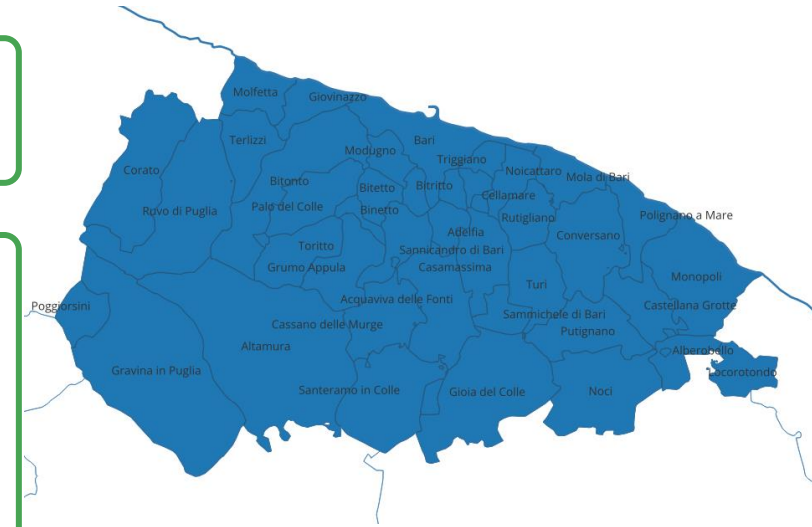 Molfetta
Giovinazzo
Terlizzi
Bari
Modugno
Triggiano
Corato
Noicattaro
Mola di Bari
Bitonto
Bitetto
Bitritto
Cellamare
Ruvo di Puglia
Palo del Colle
Binetto
Rutigliano
Polignano a Mare
Adelfia
Conversano
Toritto
Sannicandro di Bari
Grumo Appula
Casamassima
Monopoli
Turi
Poggiorsini
Acquaviva delle Fonti
Castellana Grotte
Sammichele di Bari
Cassano delle Murge
Putignano
Altamura
Alberobello
Gravina in Puglia
Locorotondo
Santeramo in Colle
Gioia del Colle
Noci